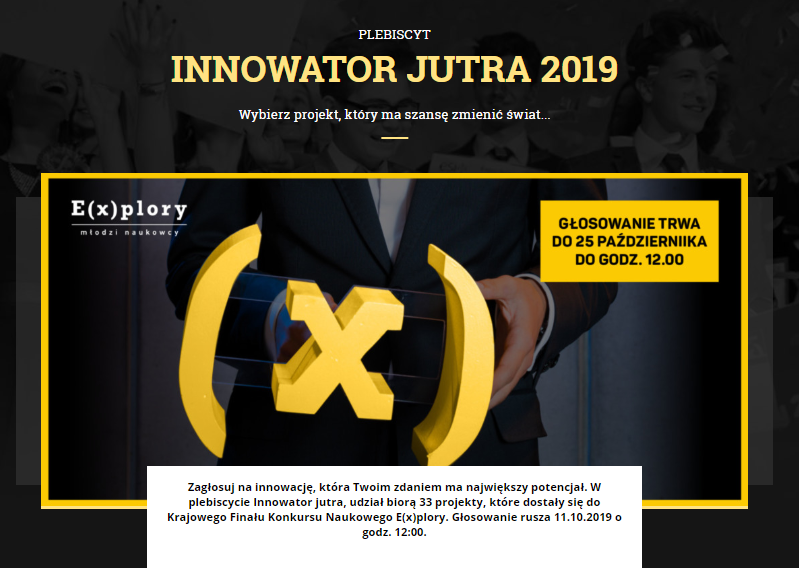 PLEBISCYT
INNOWATOR JUTRA 2019
Wybierz projekt, który ma szansę zmienić świat...
E(x)plory
młodzi naukowcy
GŁOSOWANIE TRWA
DO 25 PAŹDZIERNIIKA
DO GODZ. 12.00
(x)
Zagłosuj na innowację, która Twoim zdaniem ma największy potencjał. W
plebiscycie Innowator jutra, udział biorą 33 projekty, które dostały się do
Krajowego Finału Konkursu Naukowego E(x)plory. Głosowanie rusza 11.10.2019 o
godz. 12:00.